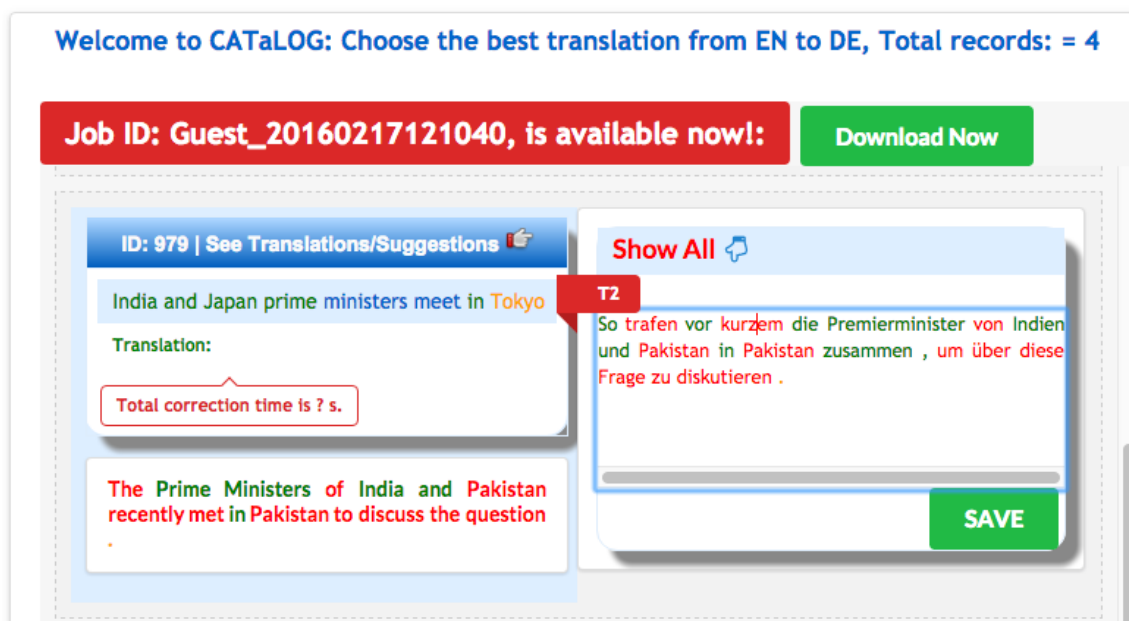 Welcome to CATaLOG: Choose the best translation from EN to DE, Total records: = 4
Job ID: Guest_20160217121040, is available now!:
Download Now
ID: 979 | See Translations/Suggestions
India and Japan prime ministers meet in Tokyo
Translation:
Total correction time is ? s.
The Prime Ministers of India and Pakistan
recently met in Pakistan to discuss the question
.
Show All
T2
So trafen vor kurzem die Premierminister von Indien
und Pakistan in Pakistan zusammen , um über diese
Frage zu diskutieren .
SAVE